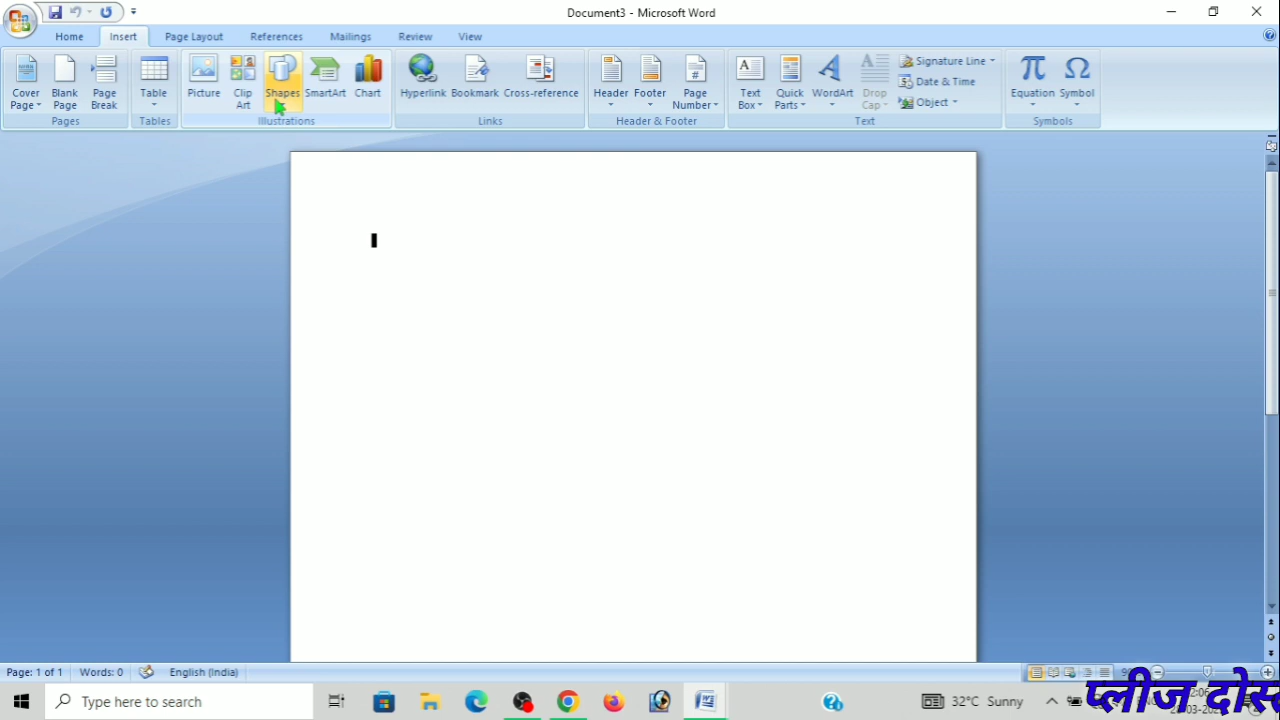 Document3 - Microsoft Word
Home Insert Page Layout References Mailings Review View
Cover Page Blank Page Page Break Table Picture Clip Art Shapes SmartArt Chart Hyperlink Bookmark Cross-reference Header Footer Page Number Text Box Quick Parts WordArt Drop Cap Signature Line Date & Time Object Equation Symbol
Pages Tables Illustrations Links Header & Footer Text Symbols
Page: 1 of 1 Words: 0 English (India)
Type here to search 32°C Sunny
प्लीज दोस